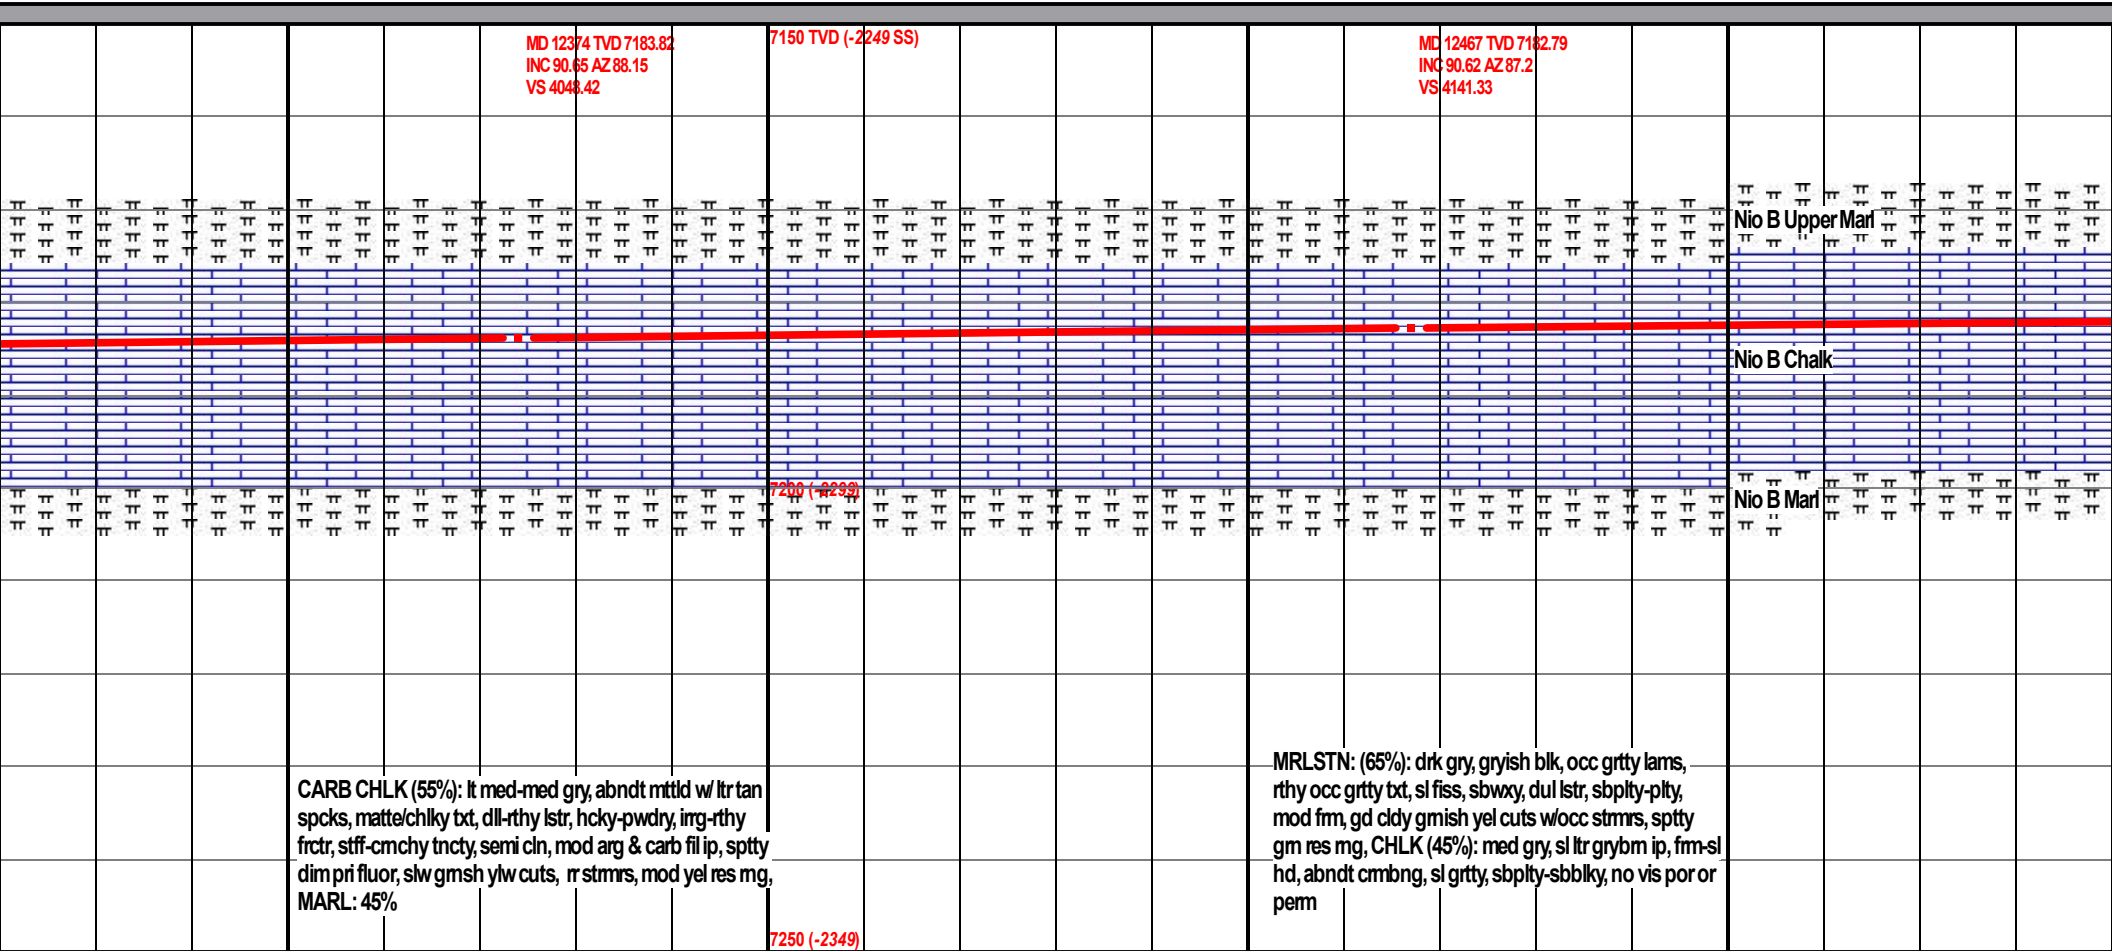 MD 12374 TVD 7183.82
INC 90.65 AZ 88.15
VS 4048.42
7150 TVD (-2249 SS)
MD 12467 TVD 7182.79
INC 90.62 AZ 87.2
VS 4141.33
Nio B Upper Marl
Nio B Chalk
7200 (-2299)
Nio B Marl
CARB CHLK (55%): lt med-med gry, abndt mttld w/ ltr tan
spcks, matte/chlky txt, dll-rthy lstr, hcky-pwdry, irrg-rthy
frctr, stff-crnchy tncty, semi cln, mod arg & carb fil ip, sptty
dim pri fluor, slw grnsh ylw cuts, rr strmrs, mod yel res rng,
MARL: 45%
MRLSTN: (65%): drk gry, gryish blk, occ grtty lams,
rthy occ grtty txt, sl fiss, sbwxy, dul lstr, sbplty-plty,
mod frm, gd cldy grnish yel cuts w/occ strmrs, sptty
grn res rng, CHLK (45%): med gry, sl ltr grybrn ip, frm-sl
hd, abndt crmbng, sl grtty, sbplty-sbblky, no vis por or
perm
7250 (-2349)